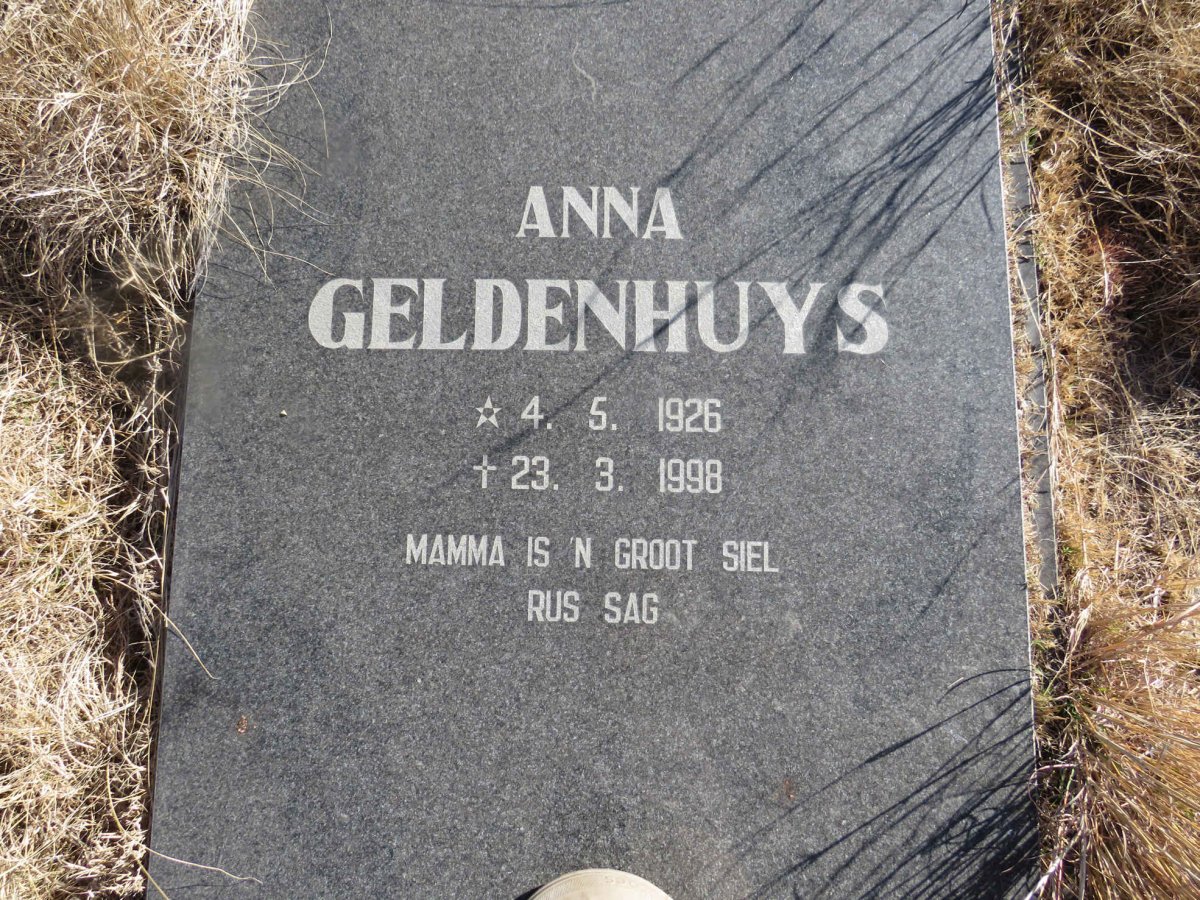 ANNA
GELDENHUYS
☆ 4. 5. 1926
✝ 23. 3. 1998
MAMMA IS 'N GROOT SIEL
RUS SAG